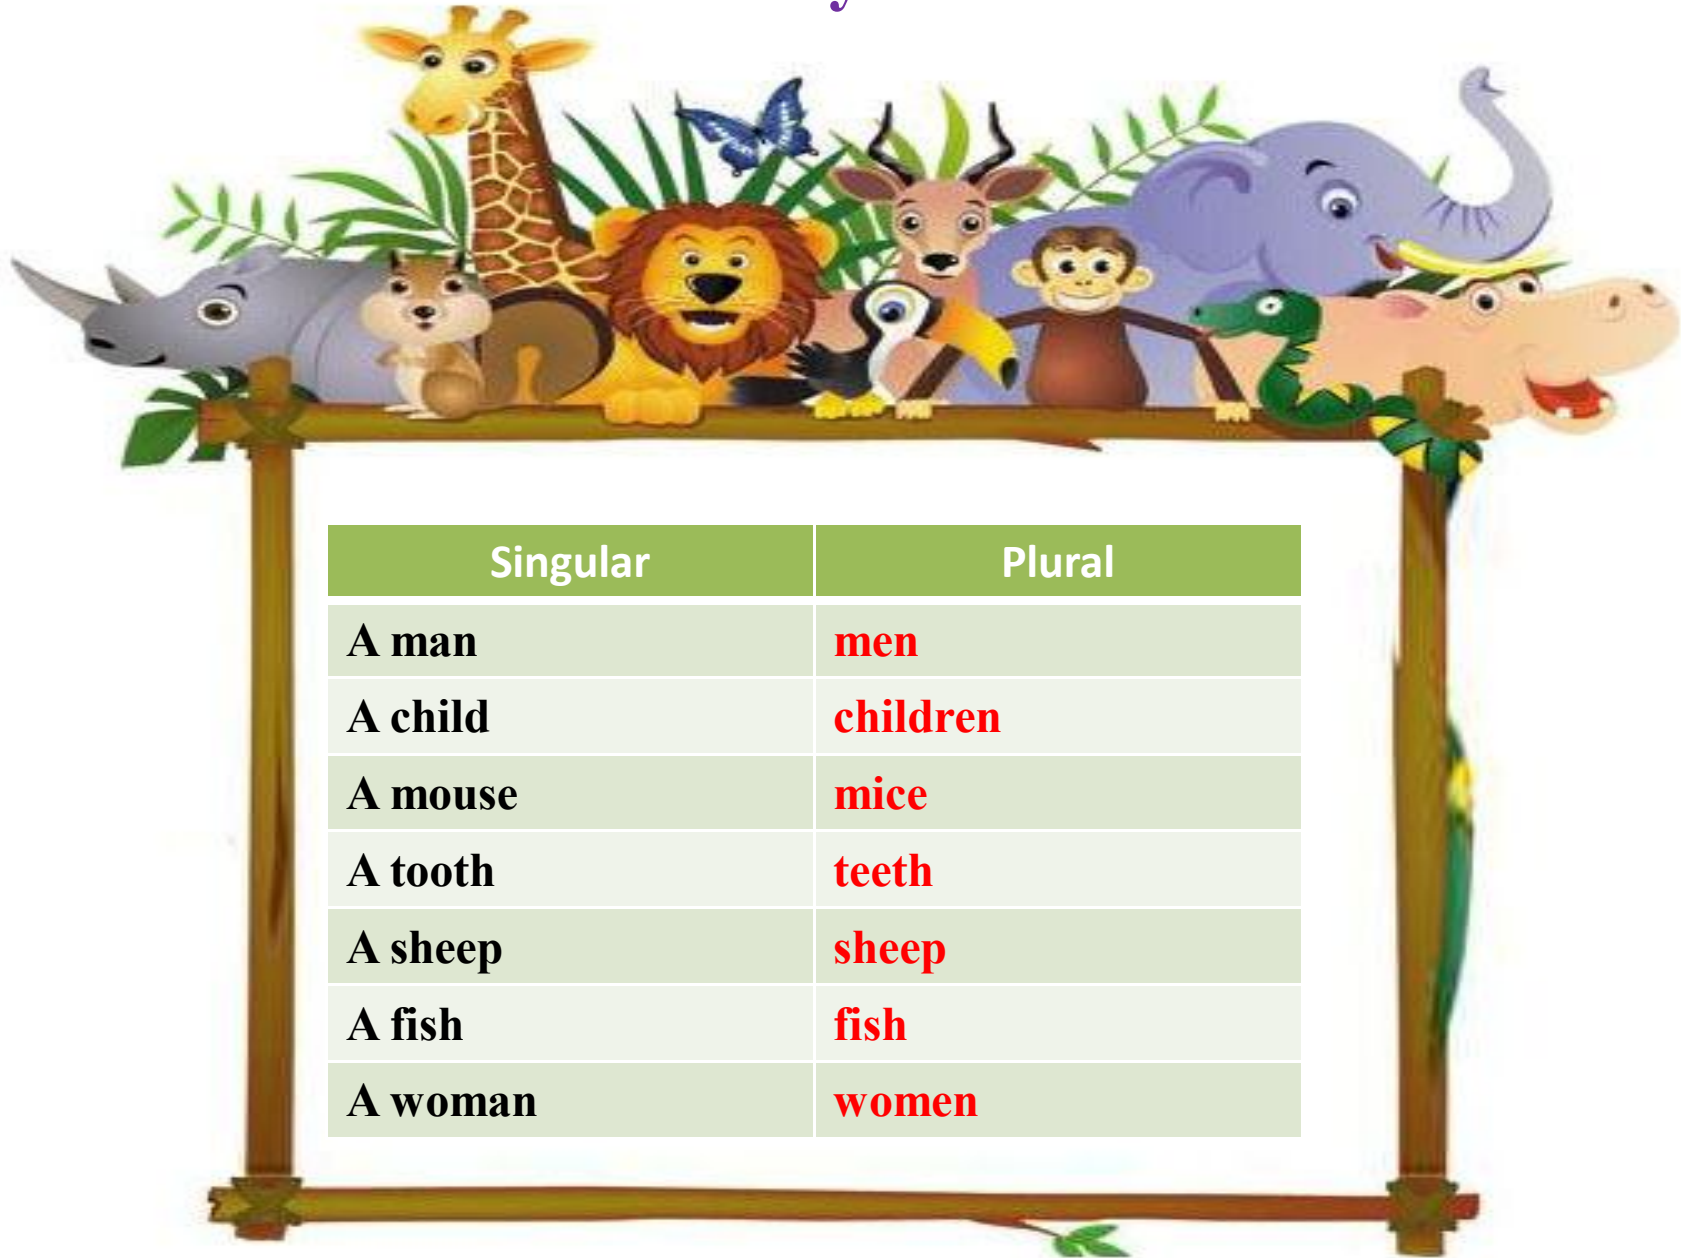 Singular Plural
A man men
A child children
A mouse mice
A tooth teeth
A sheep sheep
A fish fish
A woman women